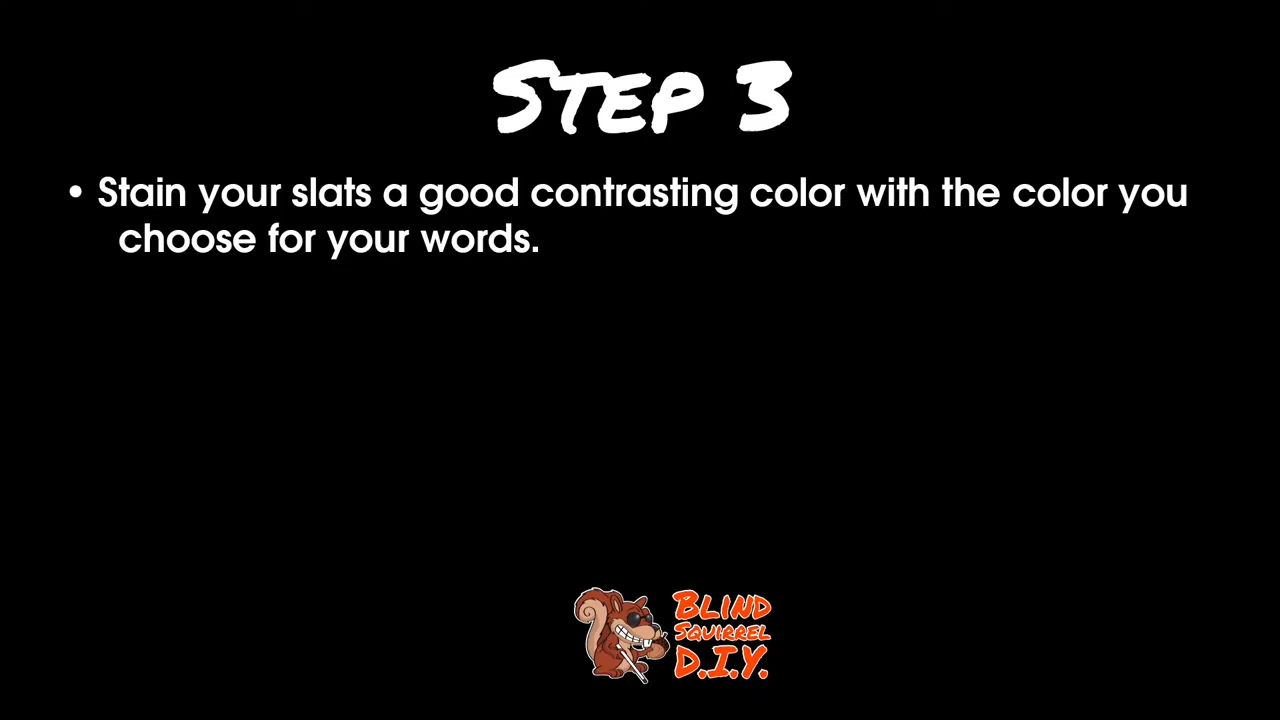 Step 3
• Stain your slats a good contrasting color with the color you
choose for your words.
Blind
Squirrel
D.I.Y.